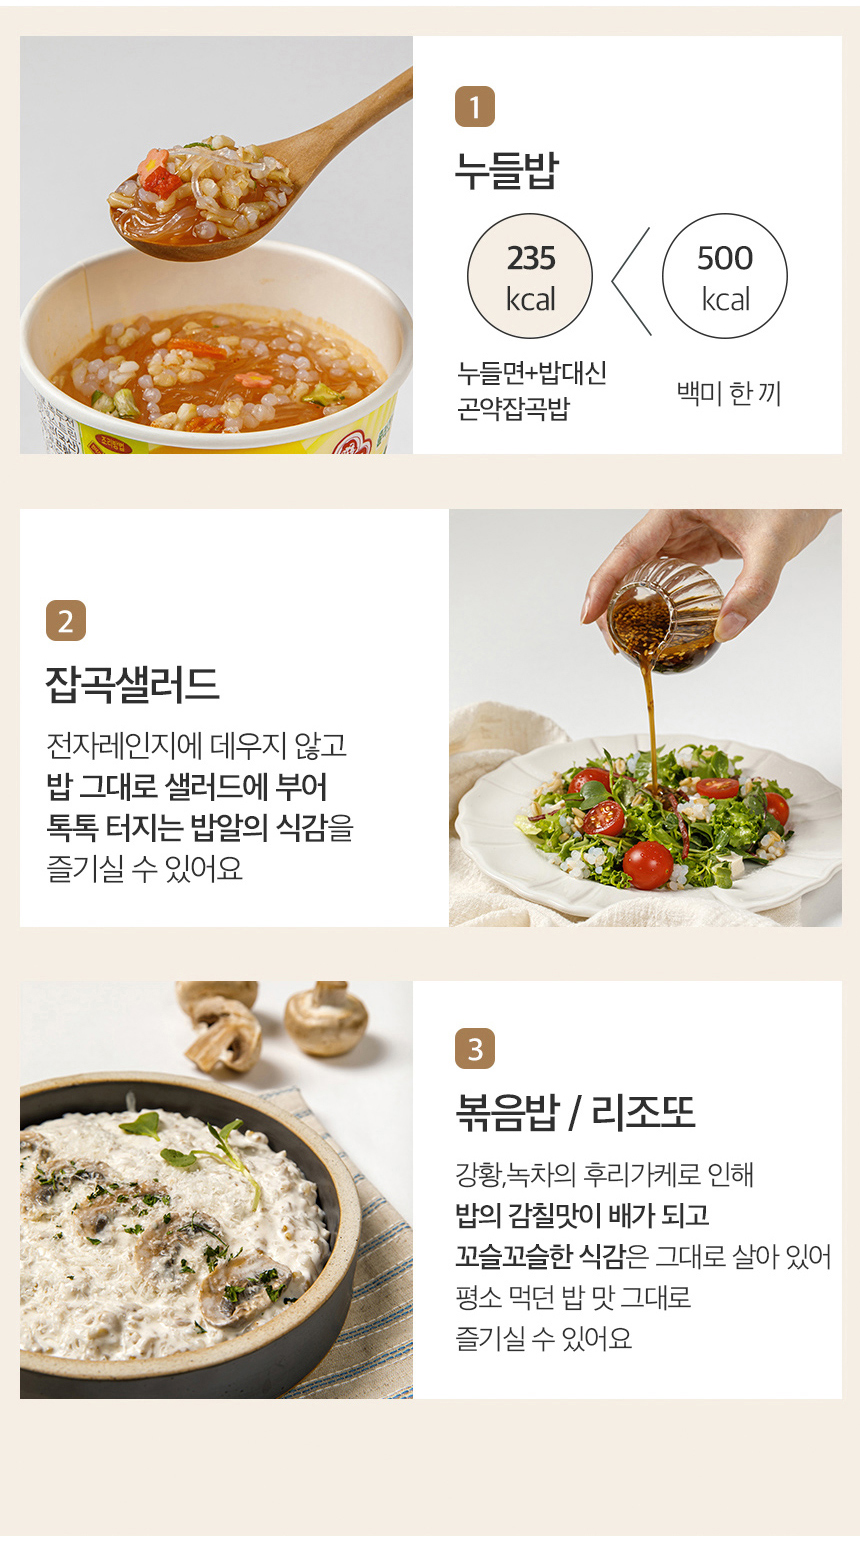 1
누들밥
235
kcal
500
kcal
누들면+밥대신
곤약잡곡밥
백미 한 끼
조리방법
2
잡곡샐러드
전자레인지에 데우지 않고
밥 그대로 샐러드에 부어
톡톡 터지는 밥알의 식감을
즐기실 수 있어요
3
볶음밥 / 리조또
강황,녹차의 후리가케로 인해
밥의 감칠맛이 배가 되고
꼬슬꼬슬한 식감은 그대로 살아 있어
평소 먹던 밥 맛 그대로
즐기실 수 있어요